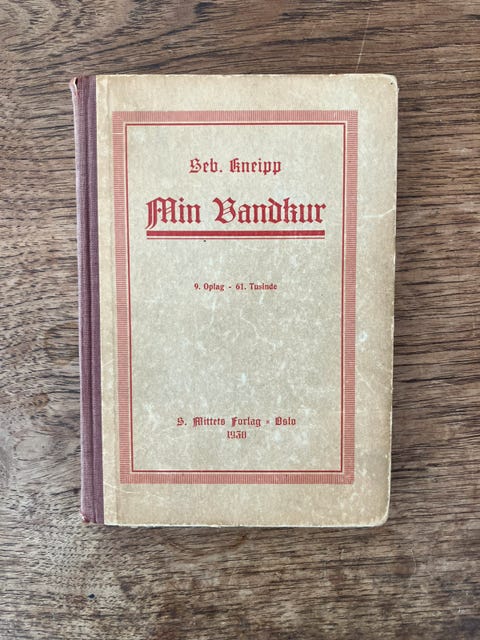 Seb. Kneipp
Min Vandkur
9. Oplag - 61. Tusinde
S. Mittets Forlag * Oslo
1930